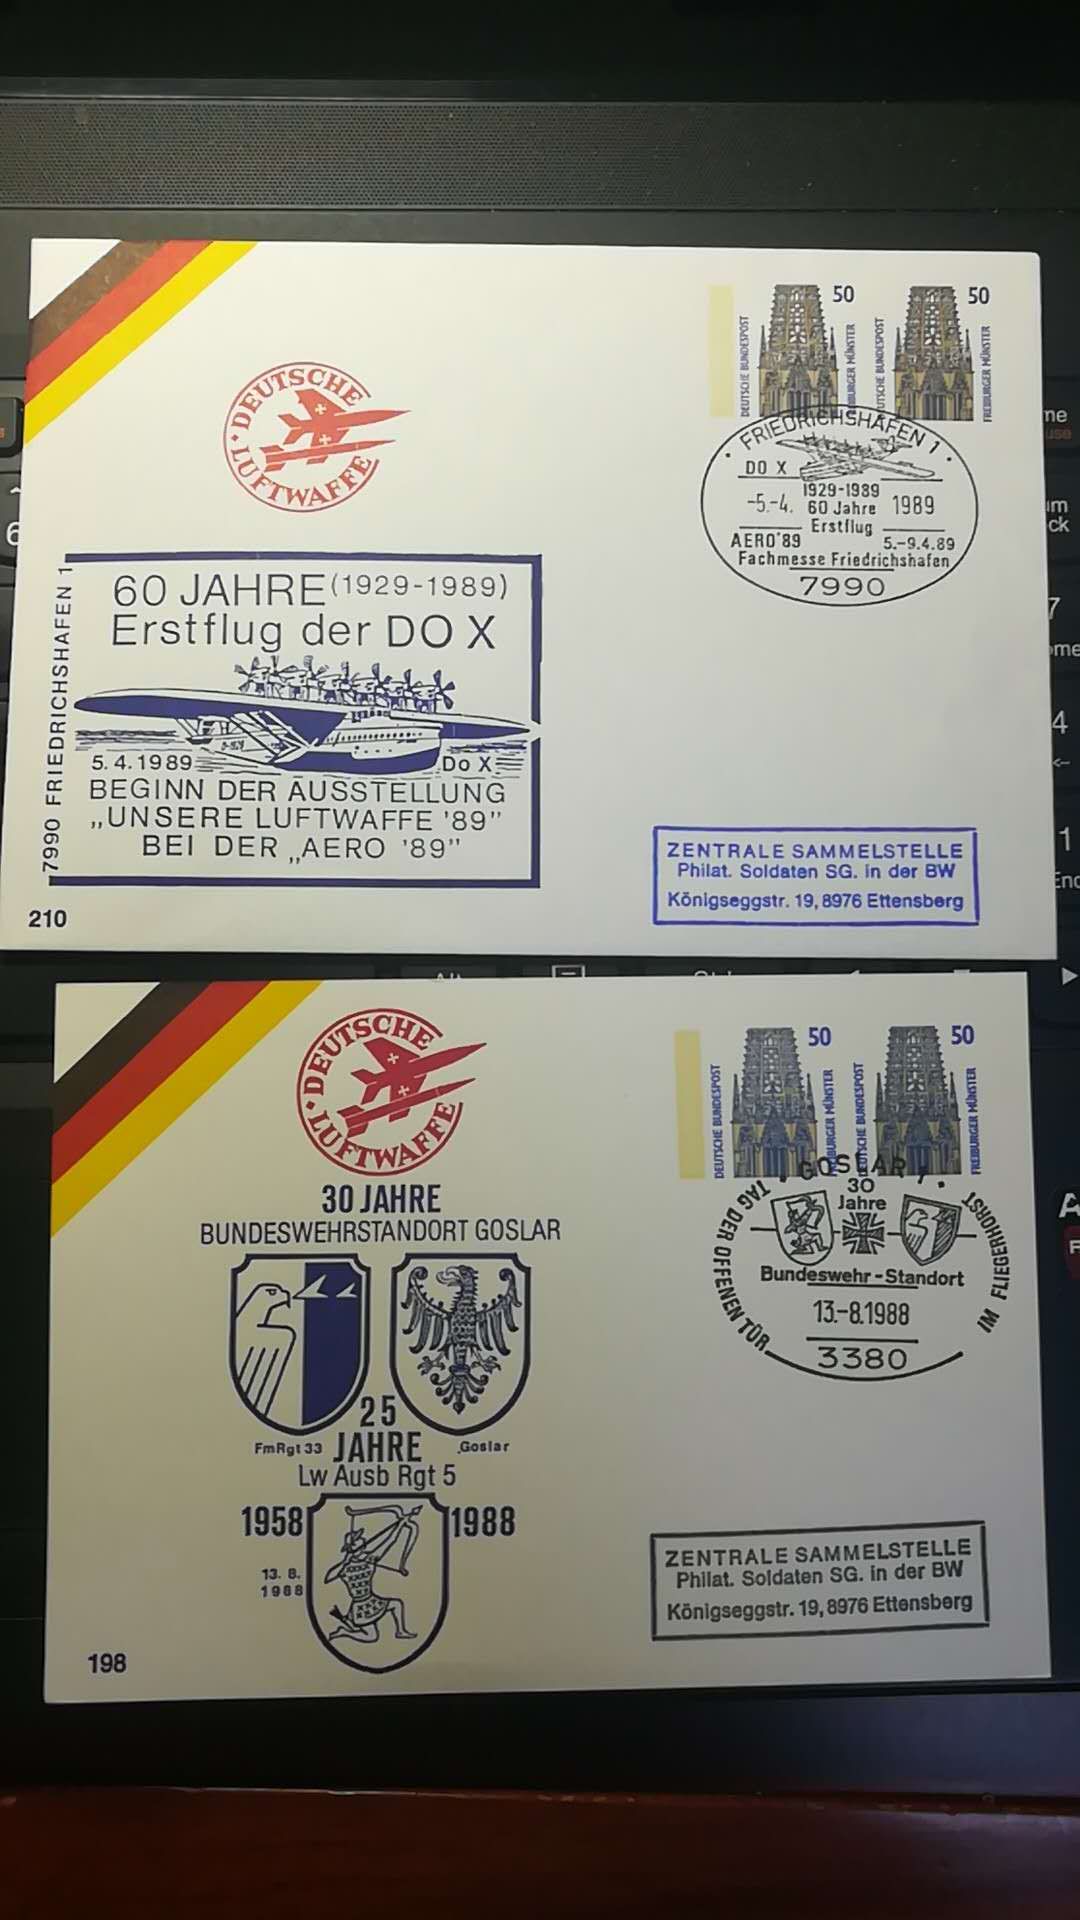 DEUTSCHE
· LUFTWAFFE
50
50
DEUTSCHE BUNDESPOST
FREIBURGER MÜNSTER
DEUTSCHE BUNDESPOST
FREIBURGER MÜNSTER
· FRIEDRICHSHAFEN 1 ·
DO X
1929-1989
-5.-4. 60 Jahre 1989
Erstflug
AERO'89 5.-9.4.89
Fachmesse Friedrichshafen
7990
7990 FRIEDRICHSHAFEN 1
60 JAHRE (1929-1989)
Erstflug der DO X
D-1929
5.4.1989 Do X
BEGINN DER AUSSTELLUNG
„UNSERE LUFTWAFFE '89”
BEI DER „AERO '89”
ZENTRALE SAMMELSTELLE
Philat. Soldaten SG. in der BW
Königseggstr. 19, 8976 Ettensberg
210
DEUTSCHE
· LUFTWAFFE
50
50
DEUTSCHE BUNDESPOST
FREIBURGER MÜNSTER
DEUTSCHE BUNDESPOST
FREIBURGER MÜNSTER
· GOSLAR 1 ·
30
Jahre
TAG DER OFFENEN TÜR
IM FLIEGERHORST
Bundeswehr-Standort
13.-8.1988
3380
30 JAHRE
BUNDESWEHRSTANDORT GOSLAR
25
FmRgt 33 JAHRE Goslar
Lw Ausb Rgt 5
1958 1988
13. 8.
1988
ZENTRALE SAMMELSTELLE
Philat. Soldaten SG. in der BW
Königseggstr. 19, 8976 Ettensberg
198